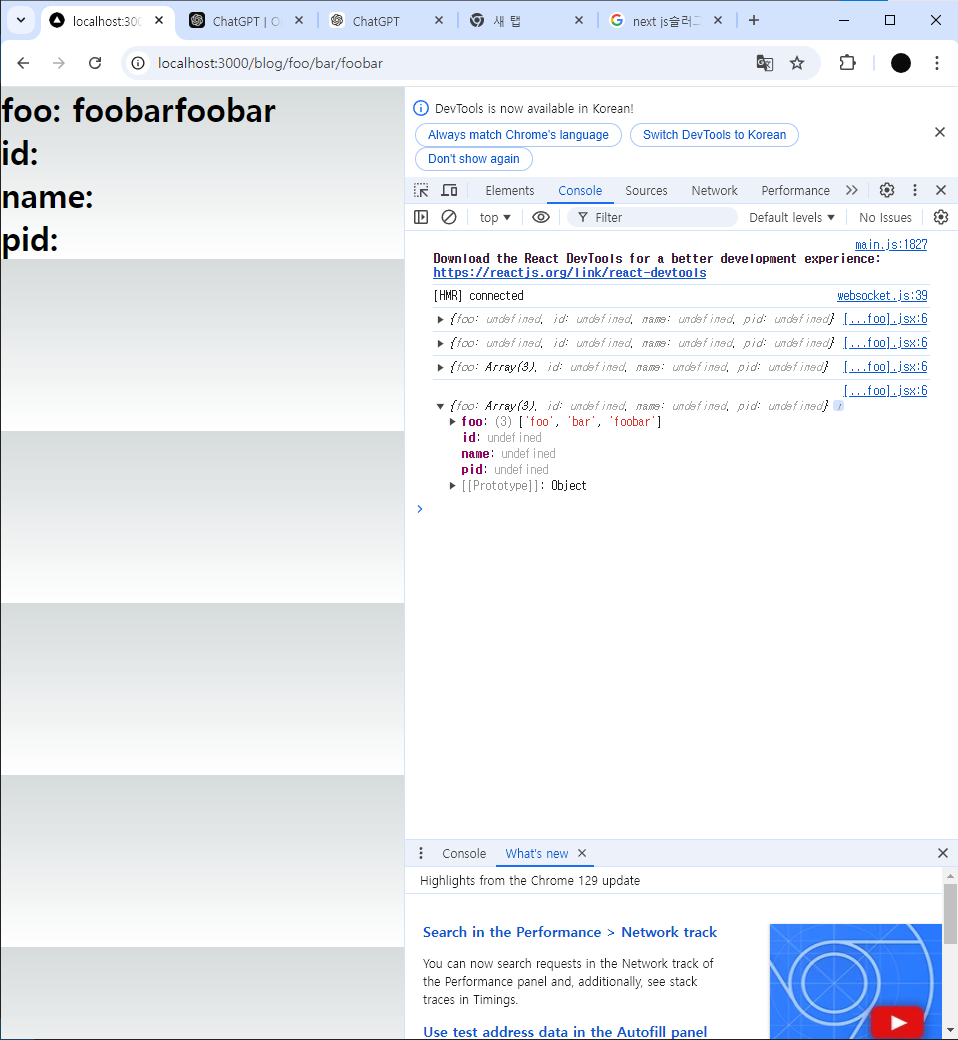 localhost:300
ChatGPT | O
ChatGPT
새 탭
next js슬러그
localhost:3000/blog/foo/bar/foobar
foo: foobarfoobar
id:
name:
pid:
DevTools is now available in Korean!
Always match Chrome's language
Switch DevTools to Korean
Don't show again
Elements Console Sources Network Performance
top Filter Default levels No Issues
main.js:1827
Download the React DevTools for a better development experience:
https://reactjs.org/link/react-devtools
[HMR] connected websocket.js:39
{foo: undefined, id: undefined, name: undefined, pid: undefined} [...foo].jsx:6
{foo: undefined, id: undefined, name: undefined, pid: undefined} [...foo].jsx:6
{foo: Array(3), id: undefined, name: undefined, pid: undefined} [...foo].jsx:6
[...foo].jsx:6
{foo: Array(3), id: undefined, name: undefined, pid: undefined} i
foo: (3) ['foo', 'bar', 'foobar']
id: undefined
name: undefined
pid: undefined
[[Prototype]]: Object
Console What's new
Highlights from the Chrome 129 update
Search in the Performance > Network track
You can now search requests in the Network track of
the Performance panel and, additionally, see stack
traces in Timings.
Use test address data in the Autofill panel